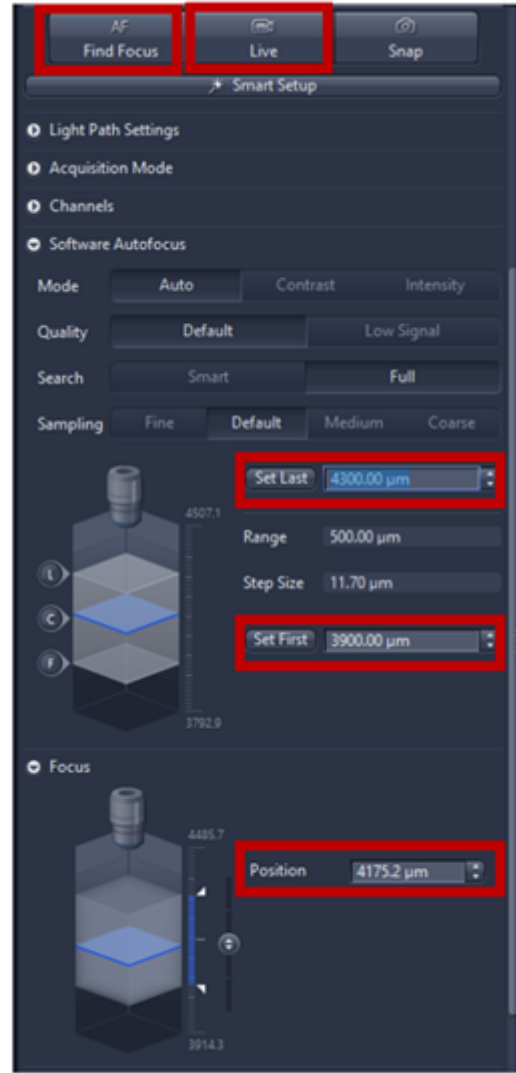 AF
Find Focus
Live
Snap
Smart Setup
Light Path Settings
Acquisition Mode
Channels
Software Autofocus
Mode Auto Contrast Intensity
Quality Default Low Signal
Search Smart Full
Sampling Fine Default Medium Coarse
Set Last 4300.00 µm
4507.1
Range 500.00 µm
L
Step Size 11.70 µm
C
Set First 3900.00 µm
F
3792.9
Focus
4485.7
Position 4175.2 µm
3914.3